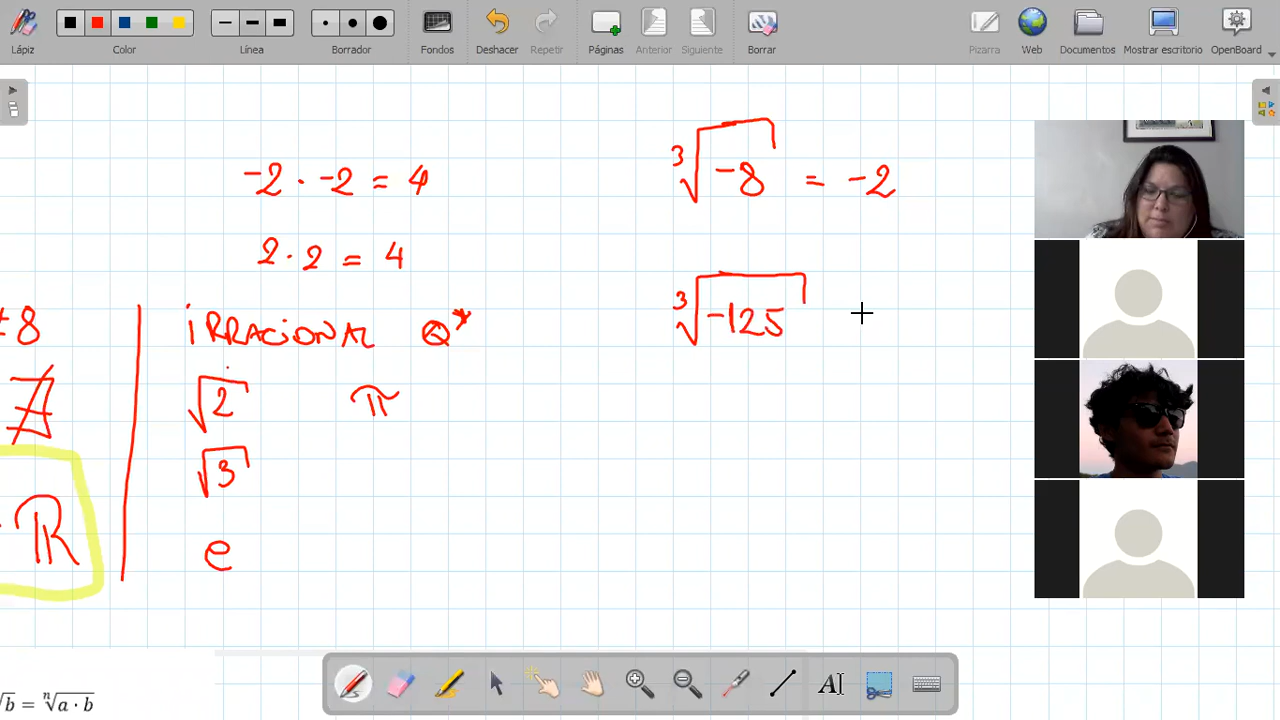 Lápiz Color Línea Borrador Fondos Deshacer Repetir Páginas Anterior Siguiente Borrar Pizarra Web Documentos Mostrar escritorio OpenBoard
-2 · -2 = 4
2 · 2 = 4
∛-8 = -2
∛-125
±8
iRRACiONAL Q*
Z
√2 π
√3
R
e
√b = ⁿ√a · b